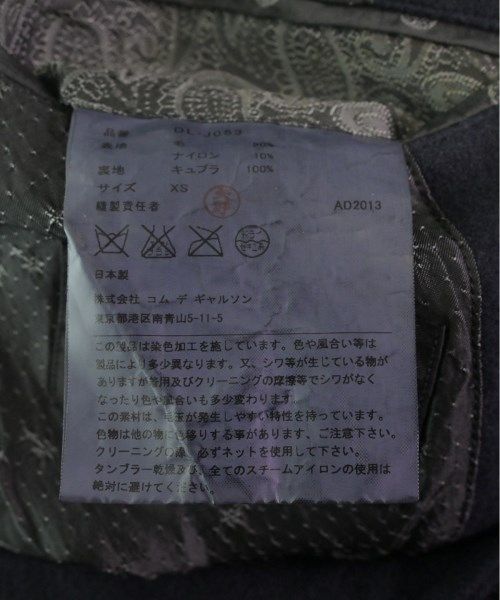 品番 DL-J053
表地 毛 90%
ナイロン 10%
裏地 キュプラ 100%
サイズ XS
縫製責任者 AD2013
日本製
株式会社 コム デ ギャルソン
東京都港区南青山5-11-5
この製品は染色加工を施しています。色や風合い等は
製品により多少異なります。又、シワ等が生じている物が
ありますが着用及びクリーニングの摩擦等でシワがなく
なったり色や風合いも多少変わります。
この素材は、毛玉が発生しやすい特性を持っています。
色物は他の物に色移りする事があります、ご注意下さい。
クリーニングの際、必ずネットを使用して下さい。
タンブラー乾燥及び、全てのスチームアイロンの使用は
絶対に避けてください。